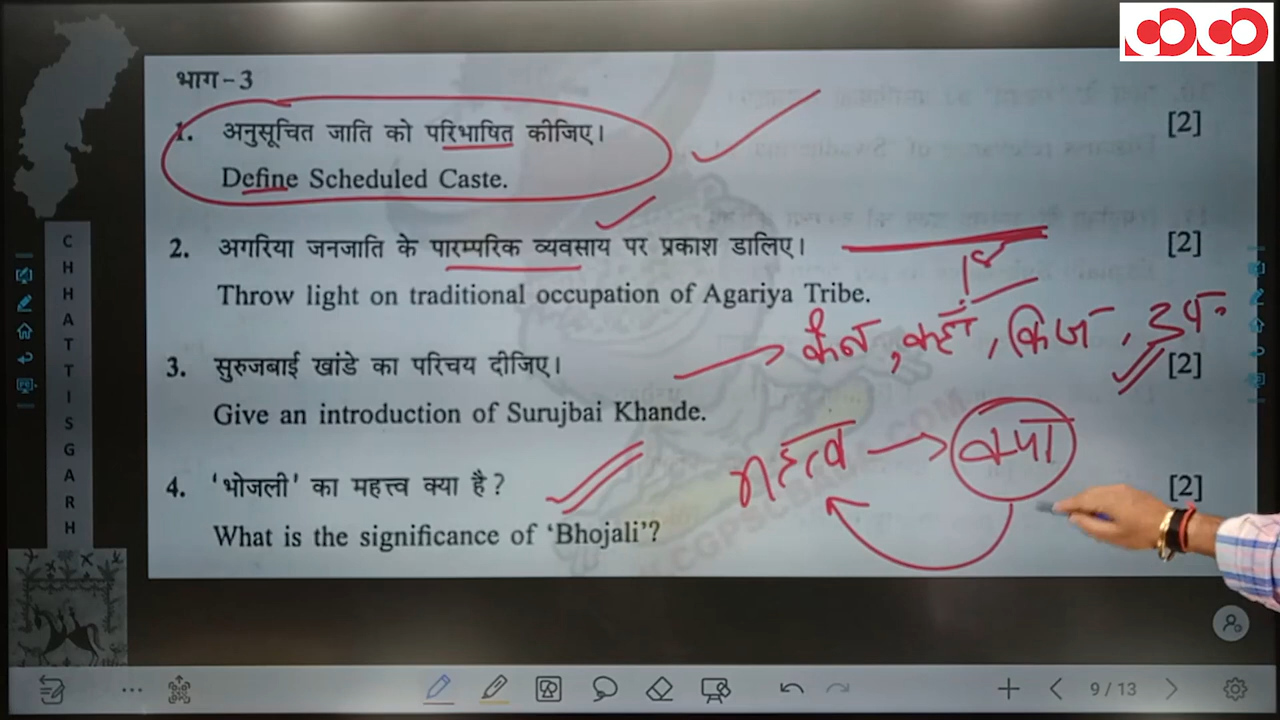 भाग-3
1. अनुसूचित जाति को परिभाषित कीजिए। [2]
Define Scheduled Caste.
2. अगरिया जनजाति के पारम्परिक व्यवसाय पर प्रकाश डालिए। [2]
Throw light on traditional occupation of Agariya Tribe.
कौन, कहाँ, किज, उप
3. सुरुजबाई खांडे का परिचय दीजिए। [2]
Give an introduction of Surujbai Khande.
महत्व → क्या
4. 'भोजली' का महत्त्व क्या है? [2]
What is the significance of 'Bhojali'?
CHHATTISGARH
9/13